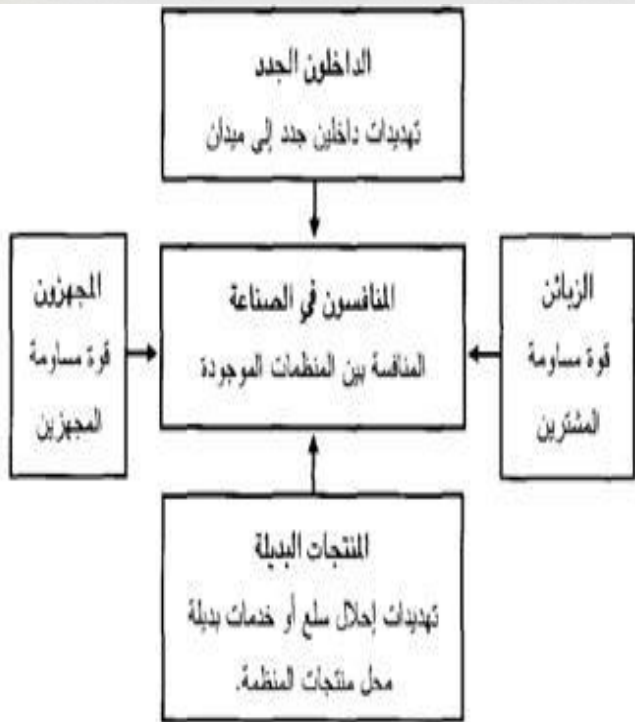 الداخلون الجدد
تهديدات داخلين جدد إلى ميدان
الزبائن
قوة مساومة
المشترين
المنافسون في الصناعة
المنافسة بين المنظمات الموجودة
المجهزون
قوة مساومة
المجهزين
المنتجات البديلة
تهديدات إحلال سلع أو خدمات بديلة
محل منتجات المنظمة.